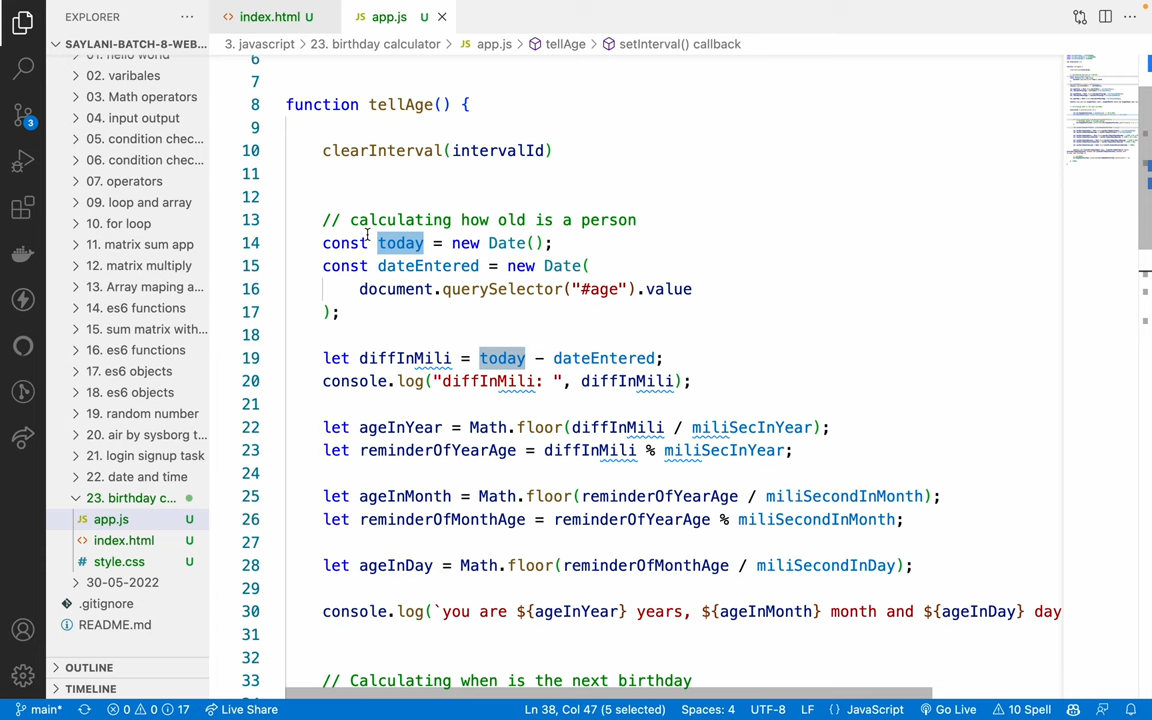 EXPLORER
SAYLANI-BATCH-8-WEB...
01. hello world
02. varibales
03. Math operators
04. input output
05. condition chec...
06. condition chec...
07. operators
09. loop and array
10. for loop
11. matrix sum app
12. matrix multiply
13. Array maping a...
14. es6 functions
15. sum matrix with...
16. es6 functions
17. es6 objects
18. es6 objects
19. random number
20. air by sysborg t...
21. login signup task
22. date and time
23. birthday c...
JS app.js U
<> index.html U
# style.css U
30-05-2022
.gitignore
README.md
OUTLINE
TIMELINE
3
<> index.html U
JS app.js U
3. javascript > 23. birthday calculator > JS app.js > tellAge > setInterval() callback
6
7
8 function tellAge() {
9
10 clearInterval(intervalId)
11
12
13 // calculating how old is a person
14 const today = new Date();
15 const dateEntered = new Date(
16 document.querySelector("#age").value
17 );
18
19 let diffInMili = today - dateEntered;
20 console.log("diffInMili: ", diffInMili);
21
22 let ageInYear = Math.floor(diffInMili / miliSecInYear);
23 let reminderOfYearAge = diffInMili % miliSecInYear;
24
25 let ageInMonth = Math.floor(reminderOfYearAge / miliSecondInMonth);
26 let reminderOfMonthAge = reminderOfYearAge % miliSecondInMonth;
27
28 let ageInDay = Math.floor(reminderOfMonthAge / miliSecondInDay);
29
30 console.log(`you are ${ageInYear} years, ${ageInMonth} month and ${ageInDay} day
31
32
33 // Calculating when is the next birthday
main* 0 0 17 Live Share Ln 38, Col 47 (5 selected) Spaces: 4 UTF-8 LF {} JavaScript Go Live 10 Spell